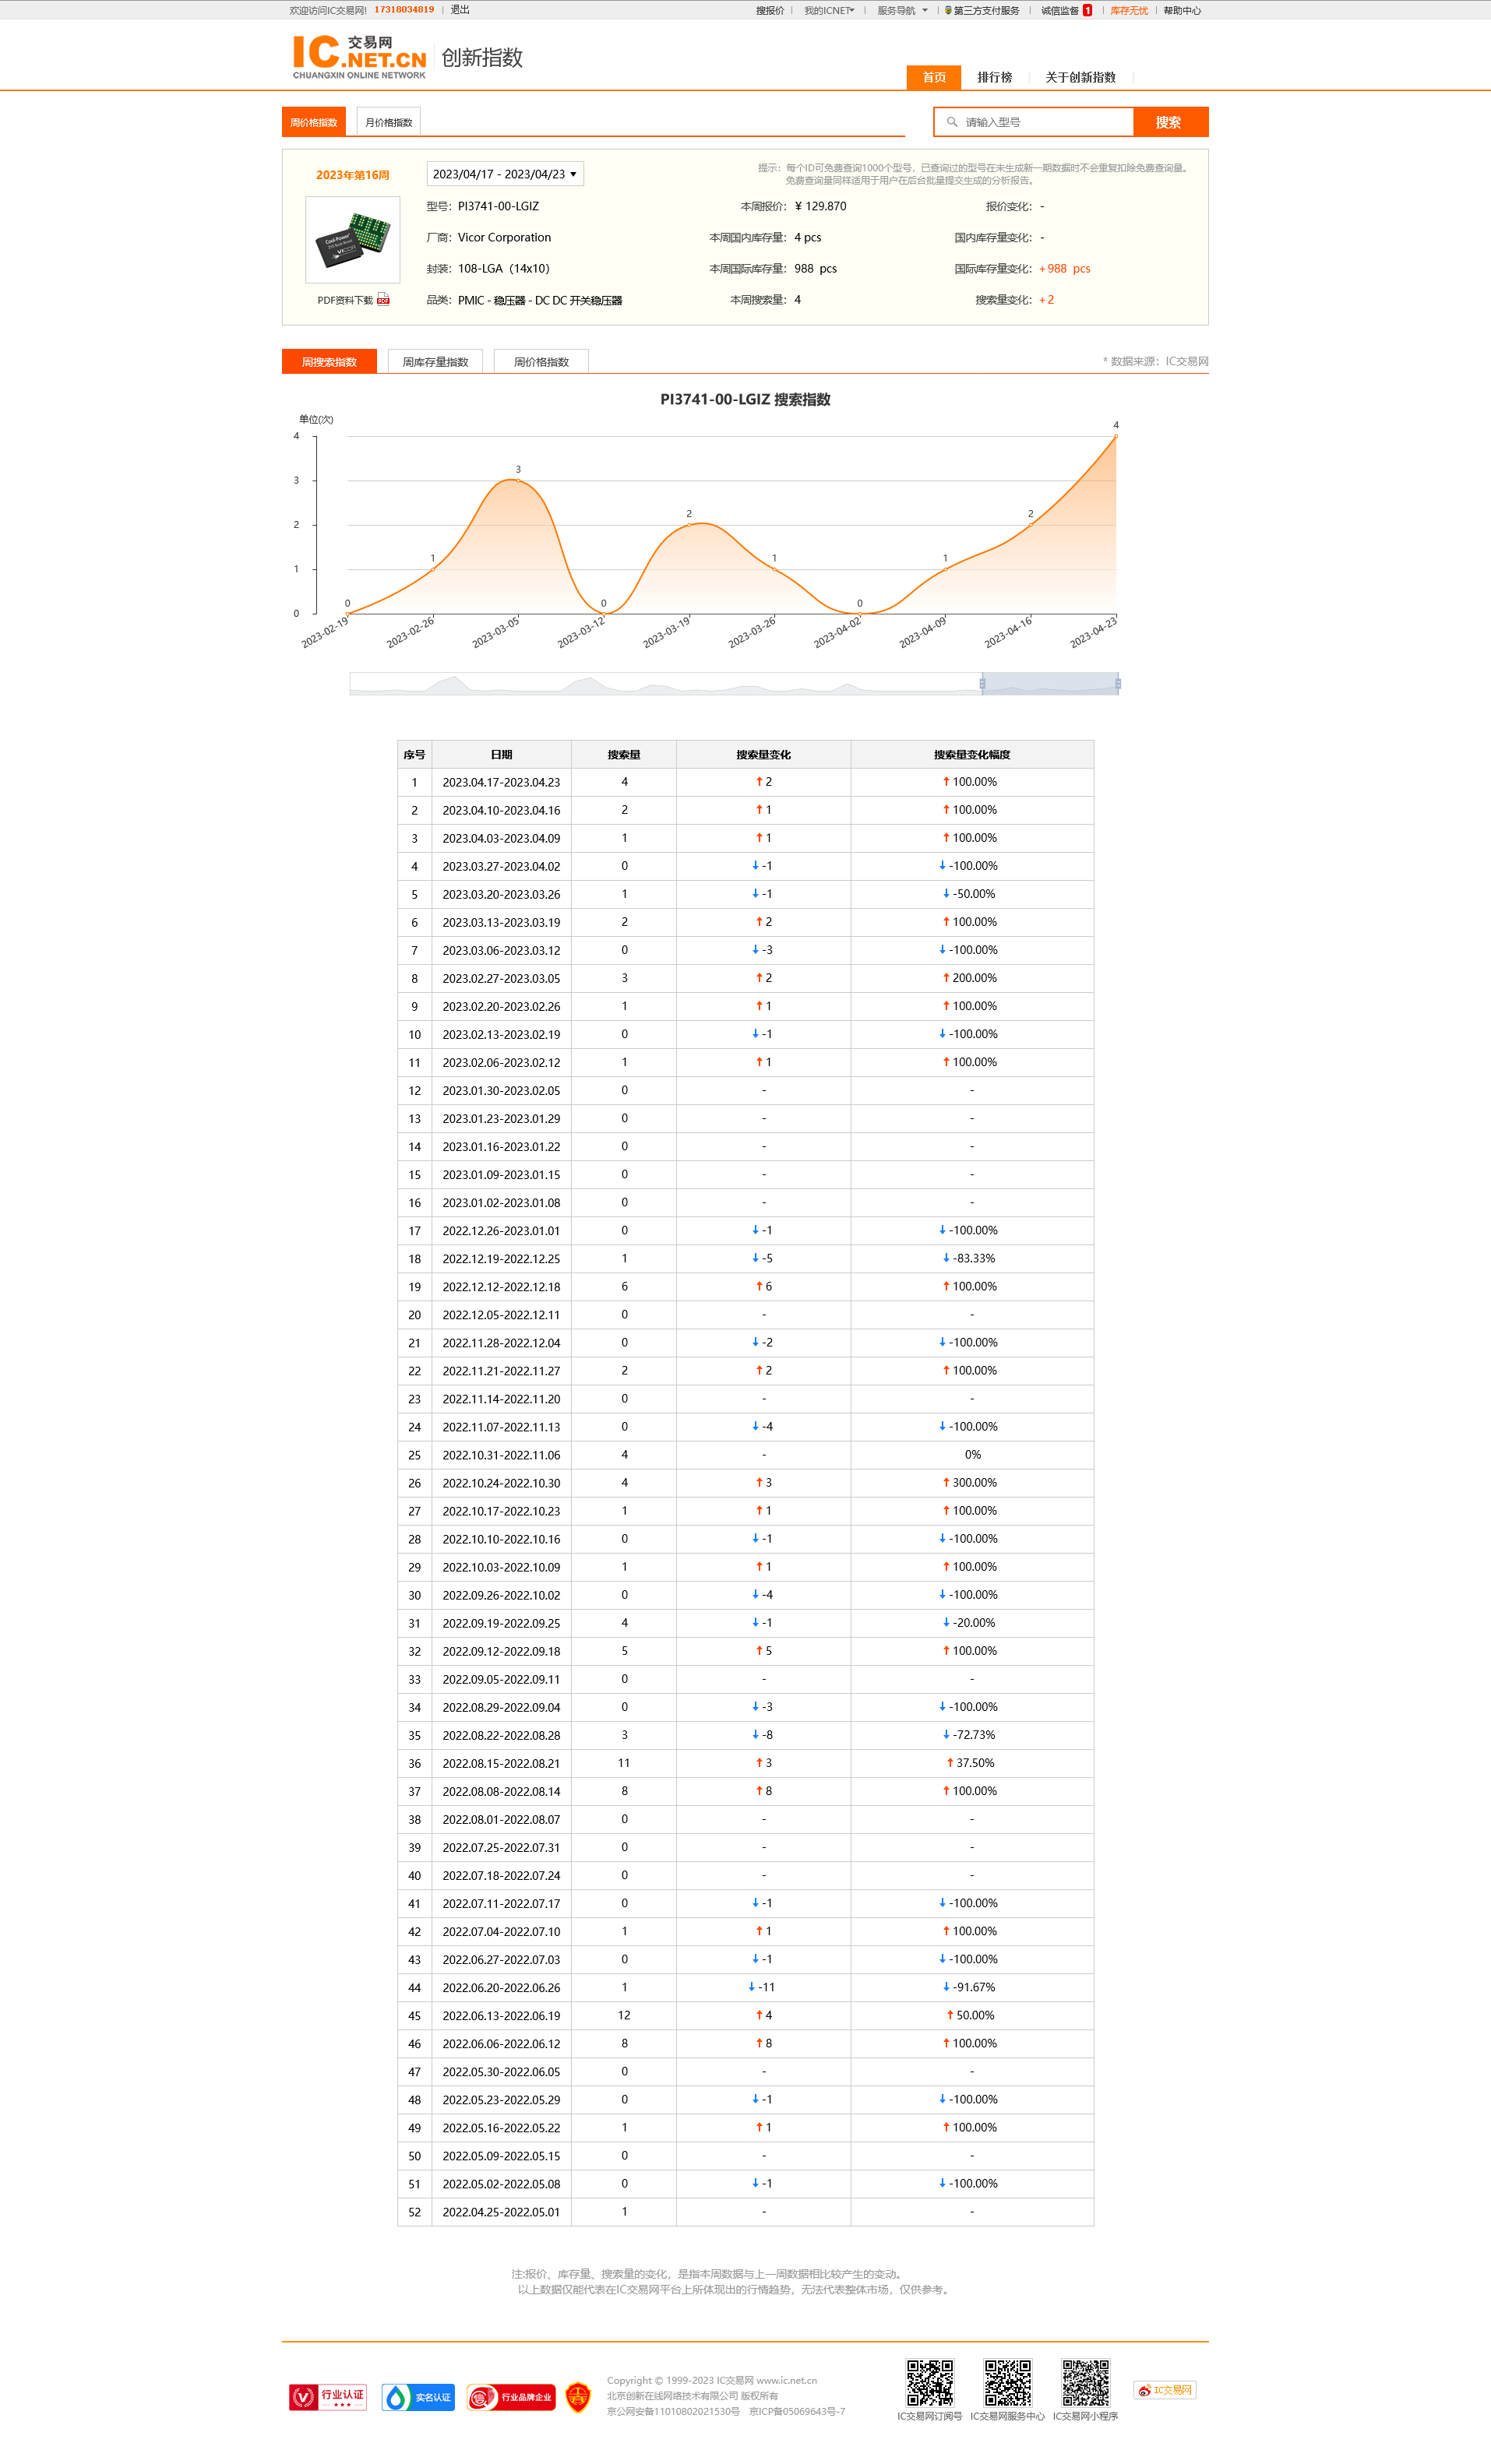 欢迎访问IC交易网! 17318034819 退出 搜报价 我的ICNET 服务导航 第三方支付服务 诚信监督 1 库存无忧 帮助中心
IC 交易网
.NET.CN 创新指数
CHUANGXIN ONLINE NETWORK
首页 排行榜 关于创新指数
周价格指数 月价格指数 请输入型号 搜索
2023年第16周 2023/04/17 - 2023/04/23 提示：每个ID可免费查询1000个型号，已查询过的型号在未生成新一期数据时不会重复扣除免费查询量。
免费查询量同样适用于用户在后台批量提交生成的分析报告。
型号：PI3741-00-LGIZ 本周报价：¥ 129.870 报价变化：-
厂商：Vicor Corporation 本周国内库存量：4 pcs 国内库存量变化：-
封装：108-LGA（14x10） 本周国际库存量：988 pcs 国际库存量变化：+988 pcs
PDF资料下载 品类：PMIC - 稳压器 - DC DC 开关稳压器 本周搜索量：4 搜索量变化：+2
周搜索指数 周库存量指数 周价格指数 * 数据来源：IC交易网
PI3741-00-LGIZ 搜索指数
单位(次)
4
3
2
1
0
0 1 3 0 2 1 0 1 2 4
2023-02-19 2023-02-26 2023-03-05 2023-03-12 2023-03-19 2023-03-26 2023-04-02 2023-04-09 2023-04-16 2023-04-23
序号 日期 搜索量 搜索量变化 搜索量变化幅度
1 2023.04.17-2023.04.23 4 ↑2 ↑100.00%
2 2023.04.10-2023.04.16 2 ↑1 ↑100.00%
3 2023.04.03-2023.04.09 1 ↑1 ↑100.00%
4 2023.03.27-2023.04.02 0 ↓-1 ↓-100.00%
5 2023.03.20-2023.03.26 1 ↓-1 ↓-50.00%
6 2023.03.13-2023.03.19 2 ↑2 ↑100.00%
7 2023.03.06-2023.03.12 0 ↓-3 ↓-100.00%
8 2023.02.27-2023.03.05 3 ↑2 ↑200.00%
9 2023.02.20-2023.02.26 1 ↑1 ↑100.00%
10 2023.02.13-2023.02.19 0 ↓-1 ↓-100.00%
11 2023.02.06-2023.02.12 1 ↑1 ↑100.00%
12 2023.01.30-2023.02.05 0 - -
13 2023.01.23-2023.01.29 0 - -
14 2023.01.16-2023.01.22 0 - -
15 2023.01.09-2023.01.15 0 - -
16 2023.01.02-2023.01.08 0 - -
17 2022.12.26-2023.01.01 0 ↓-1 ↓-100.00%
18 2022.12.19-2022.12.25 1 ↓-5 ↓-83.33%
19 2022.12.12-2022.12.18 6 ↑6 ↑100.00%
20 2022.12.05-2022.12.11 0 - -
21 2022.11.28-2022.12.04 0 ↓-2 ↓-100.00%
22 2022.11.21-2022.11.27 2 ↑2 ↑100.00%
23 2022.11.14-2022.11.20 0 - -
24 2022.11.07-2022.11.13 0 ↓-4 ↓-100.00%
25 2022.10.31-2022.11.06 4 - 0%
26 2022.10.24-2022.10.30 4 ↑3 ↑300.00%
27 2022.10.17-2022.10.23 1 ↑1 ↑100.00%
28 2022.10.10-2022.10.16 0 ↓-1 ↓-100.00%
29 2022.10.03-2022.10.09 1 ↑1 ↑100.00%
30 2022.09.26-2022.10.02 0 ↓-4 ↓-100.00%
31 2022.09.19-2022.09.25 4 ↓-1 ↓-20.00%
32 2022.09.12-2022.09.18 5 ↑5 ↑100.00%
33 2022.09.05-2022.09.11 0 - -
34 2022.08.29-2022.09.04 0 ↓-3 ↓-100.00%
35 2022.08.22-2022.08.28 3 ↓-8 ↓-72.73%
36 2022.08.15-2022.08.21 11 ↑3 ↑37.50%
37 2022.08.08-2022.08.14 8 ↑8 ↑100.00%
38 2022.08.01-2022.08.07 0 - -
39 2022.07.25-2022.07.31 0 - -
40 2022.07.18-2022.07.24 0 - -
41 2022.07.11-2022.07.17 0 ↓-1 ↓-100.00%
42 2022.07.04-2022.07.10 1 ↑1 ↑100.00%
43 2022.06.27-2022.07.03 0 ↓-1 ↓-100.00%
44 2022.06.20-2022.06.26 1 ↓-11 ↓-91.67%
45 2022.06.13-2022.06.19 12 ↑4 ↑50.00%
46 2022.06.06-2022.06.12 8 ↑8 ↑100.00%
47 2022.05.30-2022.06.05 0 - -
48 2022.05.23-2022.05.29 0 ↓-1 ↓-100.00%
49 2022.05.16-2022.05.22 1 ↑1 ↑100.00%
50 2022.05.09-2022.05.15 0 - -
51 2022.05.02-2022.05.08 0 ↓-1 ↓-100.00%
52 2022.04.25-2022.05.01 1 - -
注:报价、库存量、搜索量的变化，是指本周数据与上一周数据相比较产生的变动。
以上数据仅能代表在IC交易网平台上所体现出的行情趋势，无法代表整体市场，仅供参考。
行业认证 实名认证 行业品牌企业
Copyright © 1999-2023 IC交易网 www.ic.net.cn
北京创新在线网络技术有限公司 版权所有
京公网安备11010802021530号 京ICP备05069643号-7
IC交易网订阅号 IC交易网服务中心 IC交易网小程序
IC交易网